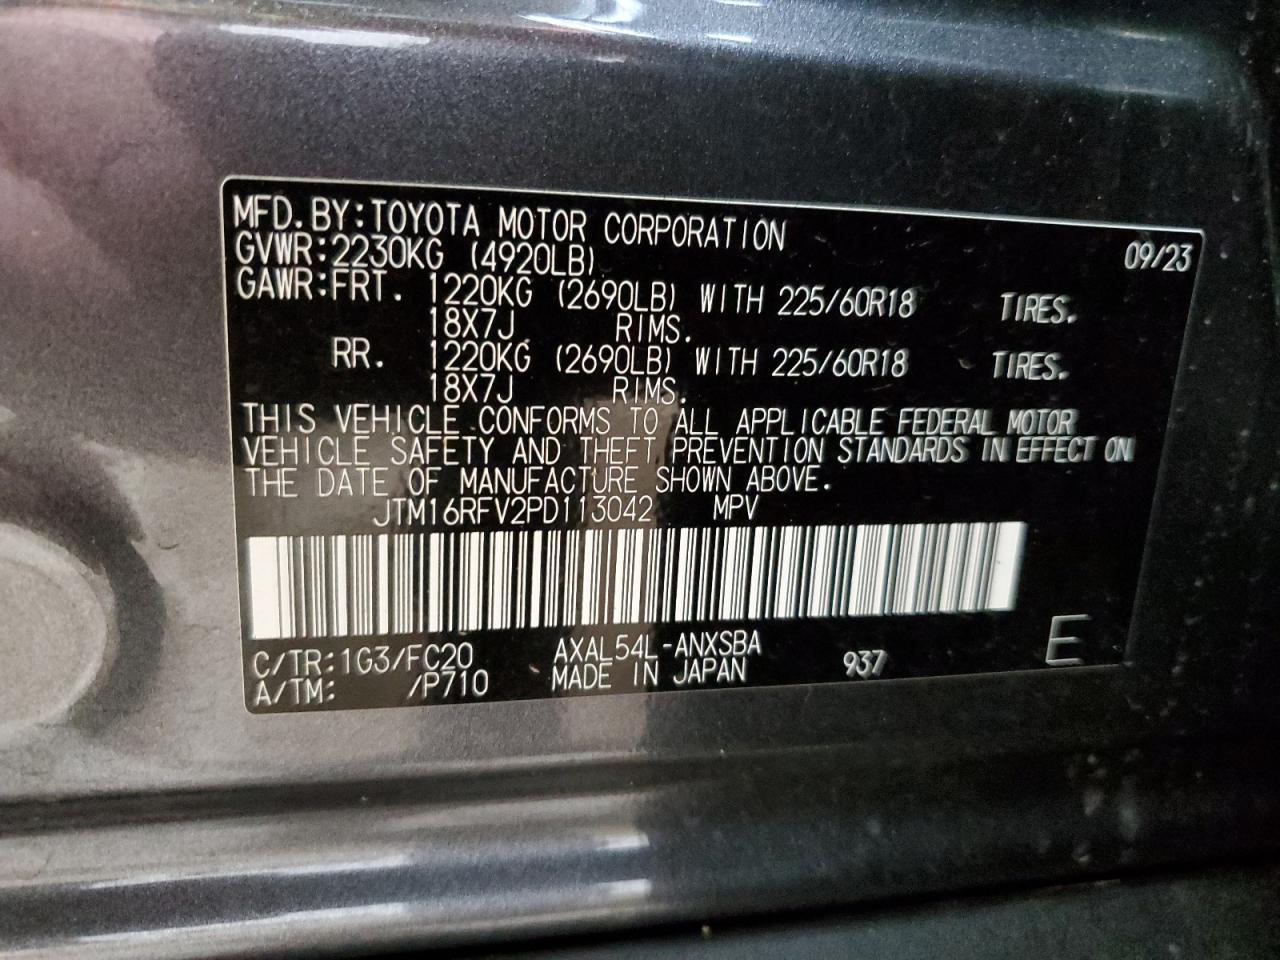 MFD.BY:TOYOTA MOTOR CORPORATION 09/23
GVWR:2230KG (4920LB)
GAWR:FRT. 1220KG (2690LB) WITH 225/60R18 TIRES.
18X7J RIMS.
RR. 1220KG (2690LB) WITH 225/60R18 TIRES.
18X7J RIMS.
THIS VEHICLE CONFORMS TO ALL APPLICABLE FEDERAL MOTOR
VEHICLE SAFETY AND THEFT PREVENTION STANDARDS IN EFFECT ON
THE DATE OF MANUFACTURE SHOWN ABOVE.
JTM16RFV2PD113042 MPV
C/TR:1G3/FC20 AXAL54L-ANXSBA 937 E
A/TM: /P710 MADE IN JAPAN